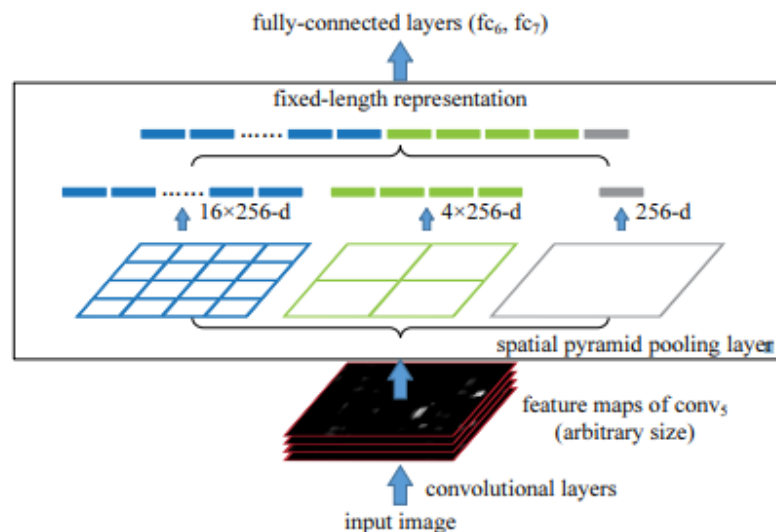 fully-connected layers (fc₆, fc₇)
fixed-length representation
......
......
16×256-d
4×256-d
256-d
spatial pyramid pooling layer
feature maps of conv₅
(arbitrary size)
convolutional layers
input image